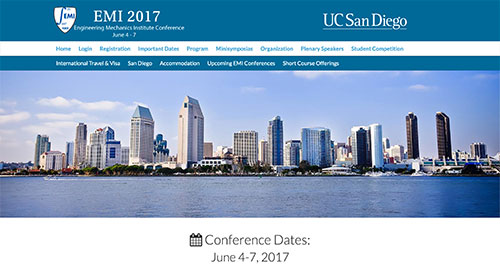 EMI
EMI 2017
Engineering Mechanics Institute Conference
June 4 - 7
UC San Diego
Home Login Registration Important Dates Program Minisymposia Organization Plenary Speakers Student Competition
International Travel & Visa San Diego Accommodation Upcoming EMI Conferences Short Course Offerings
Conference Dates:
June 4-7, 2017